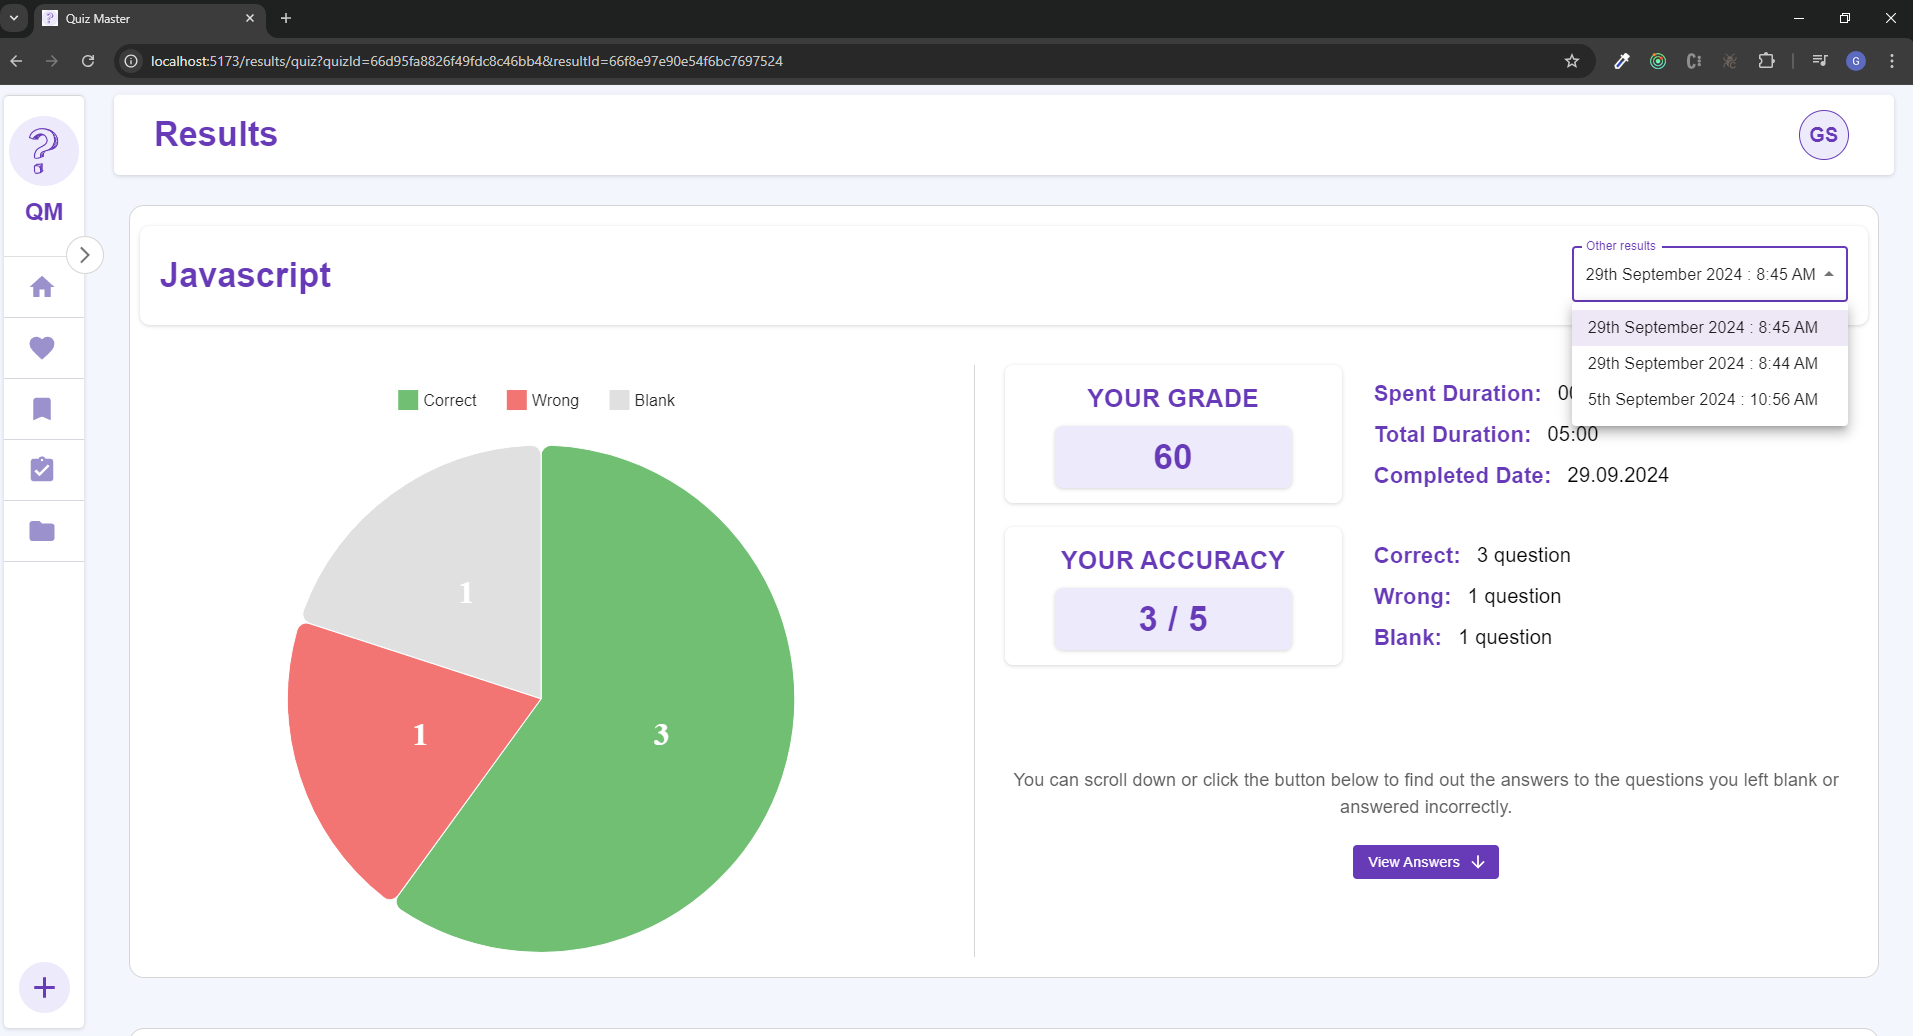 Quiz Master
localhost:5173/results/quiz?quizId=66d95fa8826f49fdc8c46bb4&resultId=66f8e97e90e54f6bc7697524
G
?
QM
Results
GS
Javascript
Other results
29th September 2024 : 8:45 AM
29th September 2024 : 8:45 AM
29th September 2024 : 8:44 AM
5th September 2024 : 10:56 AM
Correct
Wrong
Blank
1
1
3
YOUR GRADE
60
YOUR ACCURACY
3 / 5
Spent Duration:
Total Duration: 05:00
Completed Date: 29.09.2024
Correct: 3 question
Wrong: 1 question
Blank: 1 question
You can scroll down or click the button below to find out the answers to the questions you left blank or
answered incorrectly.
View Answers